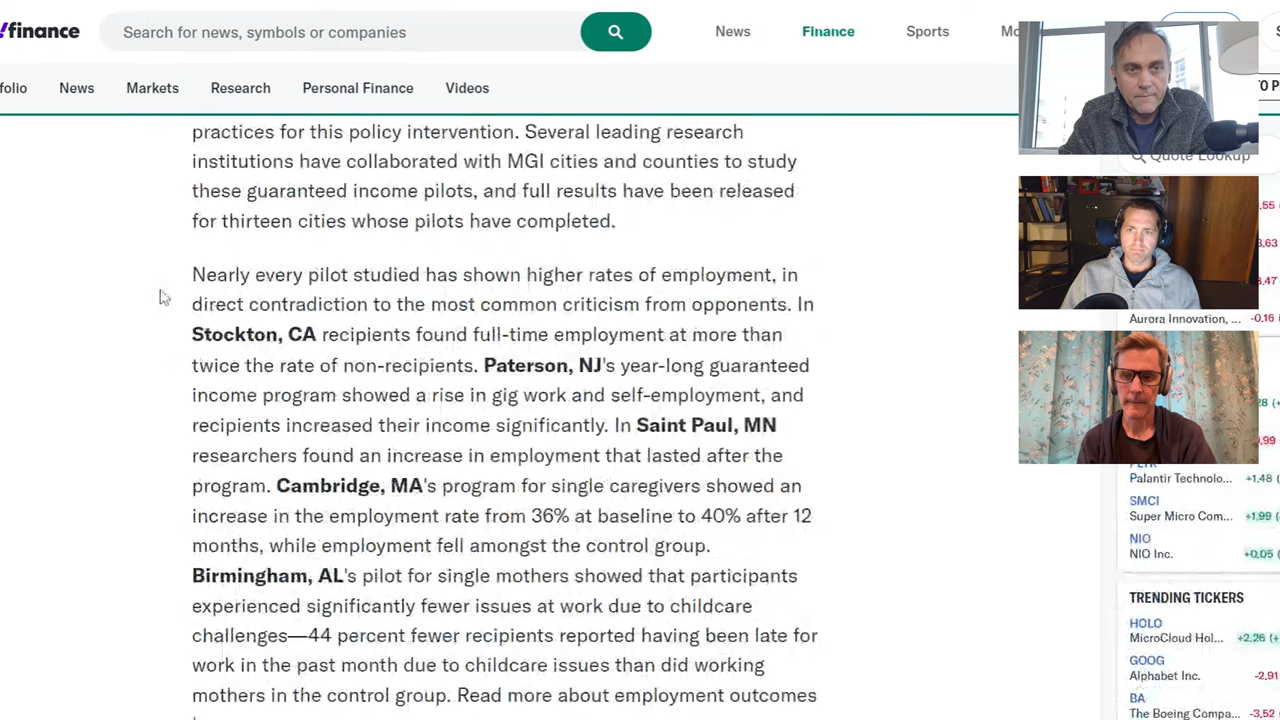 !finance
Search for news, symbols or companies
News
Finance
Sports
Mo
folio
News
Markets
Research
Personal Finance
Videos
TO P
Quote Lookup
practices for this policy intervention. Several leading research
institutions have collaborated with MGI cities and counties to study
these guaranteed income pilots, and full results have been released
for thirteen cities whose pilots have completed.
Nearly every pilot studied has shown higher rates of employment, in
direct contradiction to the most common criticism from opponents. In
Stockton, CA recipients found full-time employment at more than
twice the rate of non-recipients. Paterson, NJ's year-long guaranteed
income program showed a rise in gig work and self-employment, and
recipients increased their income significantly. In Saint Paul, MN
researchers found an increase in employment that lasted after the
program. Cambridge, MA's program for single caregivers showed an
increase in the employment rate from 36% at baseline to 40% after 12
months, while employment fell amongst the control group.
Birmingham, AL's pilot for single mothers showed that participants
experienced significantly fewer issues at work due to childcare
challenges—44 percent fewer recipients reported having been late for
work in the past month due to childcare issues than did working
mothers in the control group. Read more about employment outcomes
.55
3.63
3.47
Aurora Innovation, ... -0.16
28 (+
0.99
PLTR
Palantir Technolo... +1.48 (
SMCI
Super Micro Com... +1.99 (
NIO
NIO Inc. +0.05 (
TRENDING TICKERS
HOLO
MicroCloud Hol... +2.26 (+
GOOG
Alphabet Inc. -2.91
BA
The Boeing Compa... -3.52